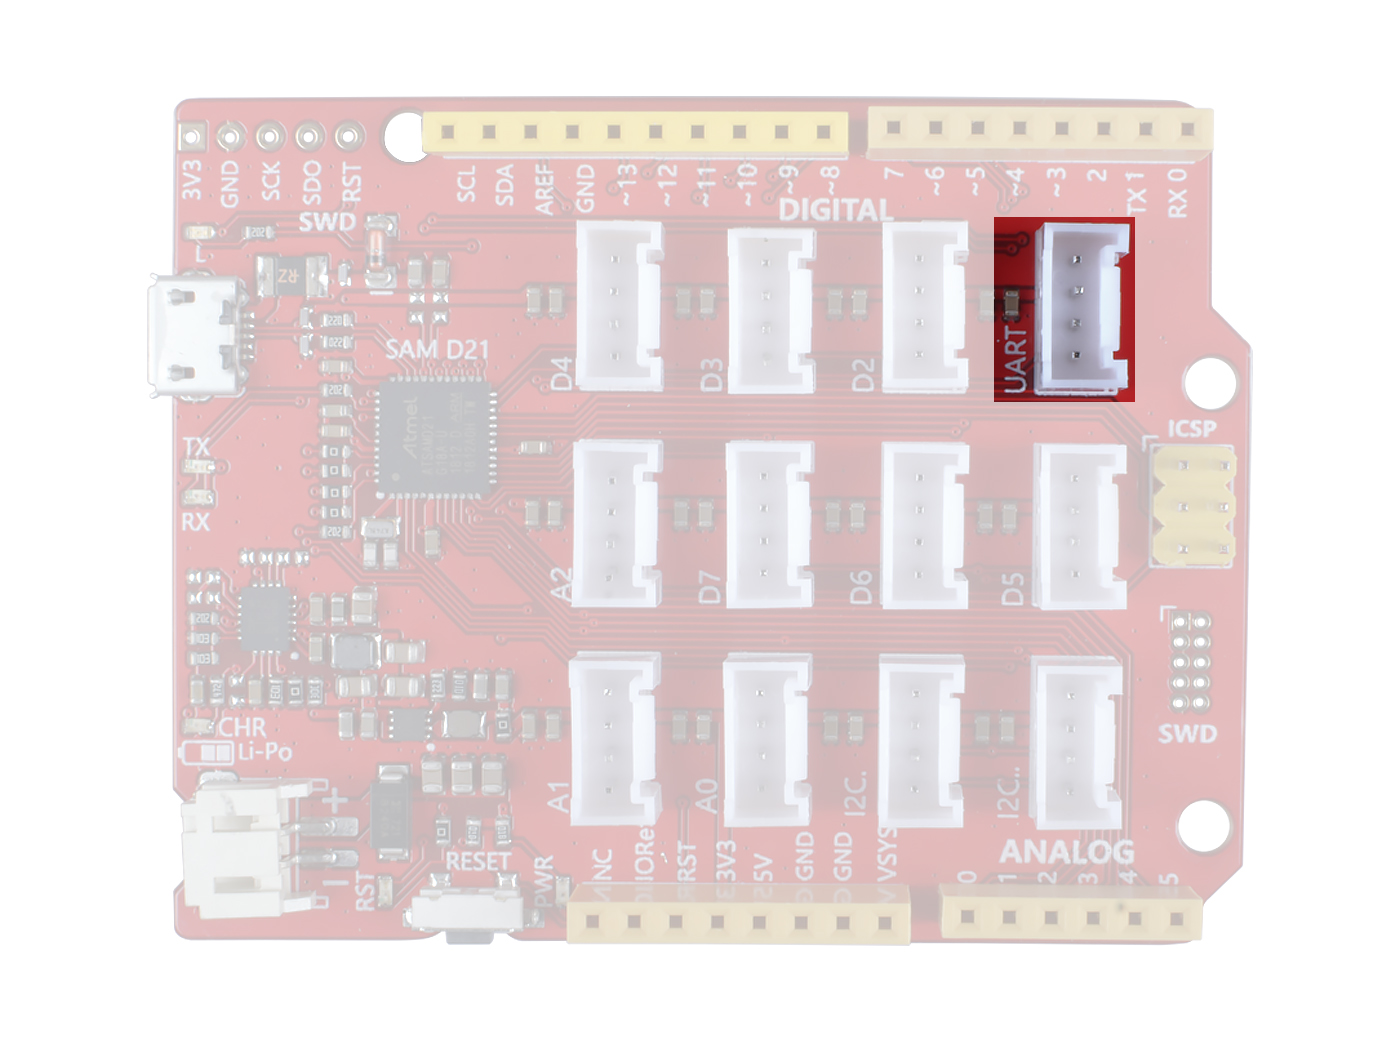 3V3
GND
SCK
SDO
RST
SCL
SDA
AREF
GND
~13
~12
~11
~10
~9
~8
7
~6
~5
~4
~3
2
TX 1
RX 0
SWD
DIGITAL
L
RZ
SAM D21
D4
D3
D2
UART
Atmel
TX
RX
ICSP
A2
D7
D6
D5
SWD
CHR
Li-Po
A1
A0
I2C.
I2C..
+
RESET
ANALOG
−
RST
PWR
NC
RST
3V3
5V
GND
GND
VSYS
0
1
2
3
4
5